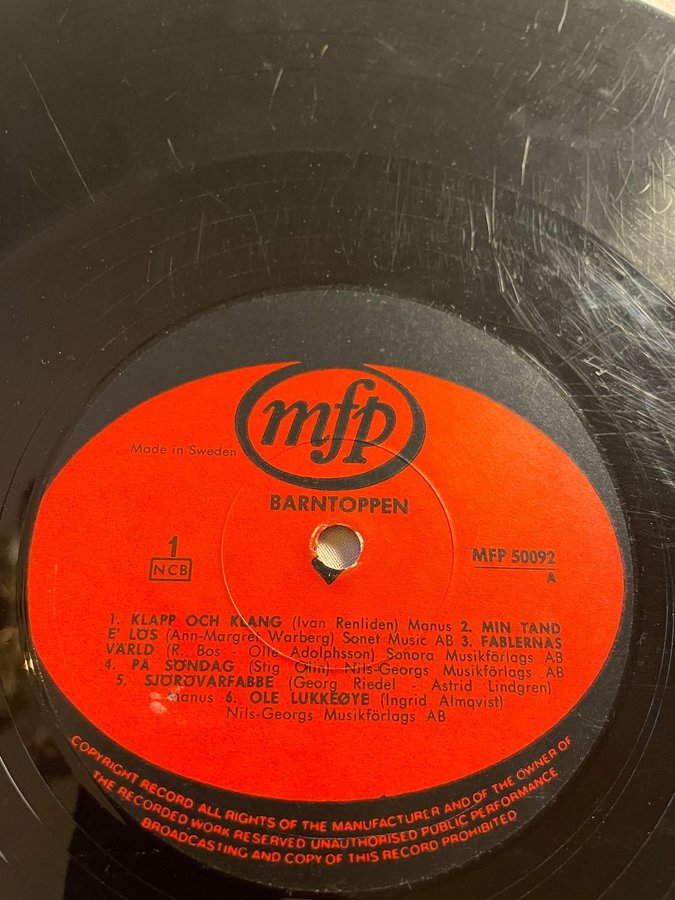 mfp
Made in Sweden
BARNTOPPEN
1
NCB
MFP 50092
A
1. KLAPP OCH KLANG (Ivan Renliden) Manus 2. MIN TAND
E' LÖS (Ann-Margret Warberg) Sonet Music AB 3. FABLERNAS
VÄRLD (R. Bos - Olle Adolphsson) Sonora Musikförlags AB
4. PÅ SÖNDAG (Stig Olin) Nils-Georgs Musikförlags AB
5. SJÖRÖVARFABBE (Georg Riedel - Astrid Lindgren)
Manus 6. OLE LUKKEØYE (Ingrid Almqvist)
Nils-Georgs Musikförlags AB
COPYRIGHT RECORD ALL RIGHTS OF THE MANUFACTURER AND OF THE OWNER OF
THE RECORDED WORK RESERVED UNAUTHORISED PUBLIC PERFORMANCE
BROADCASTING AND COPY OF THIS RECORD PROHIBITED